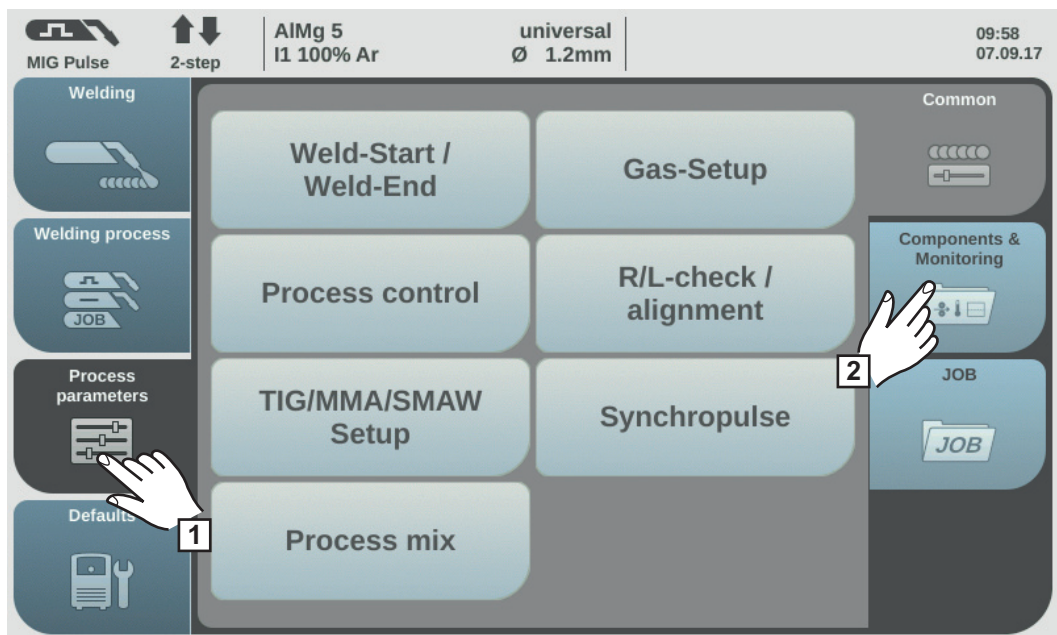 MIG Pulse
2-step
AlMg 5
I1 100% Ar
universal
Ø 1.2mm
09:58
07.09.17
Welding
Welding process
JOB
Process
parameters
Defaults
1
Weld-Start /
Weld-End
Gas-Setup
Process control
R/L-check /
alignment
TIG/MMA/SMAW
Setup
Synchropulse
Process mix
Common
Components &
Monitoring
2
JOB
JOB